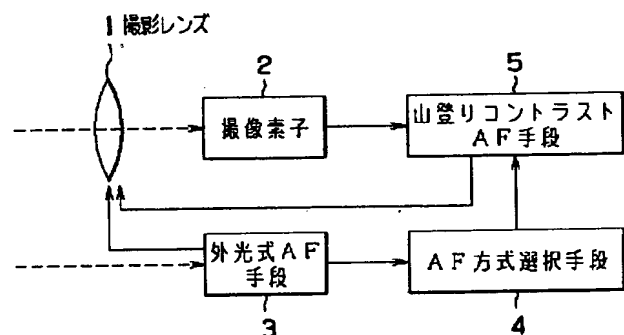 1 撮影レンズ
2
撮像素子
5
山登りコントラスト
AF手段
外光式AF
手段
3
AF方式選択手段
4